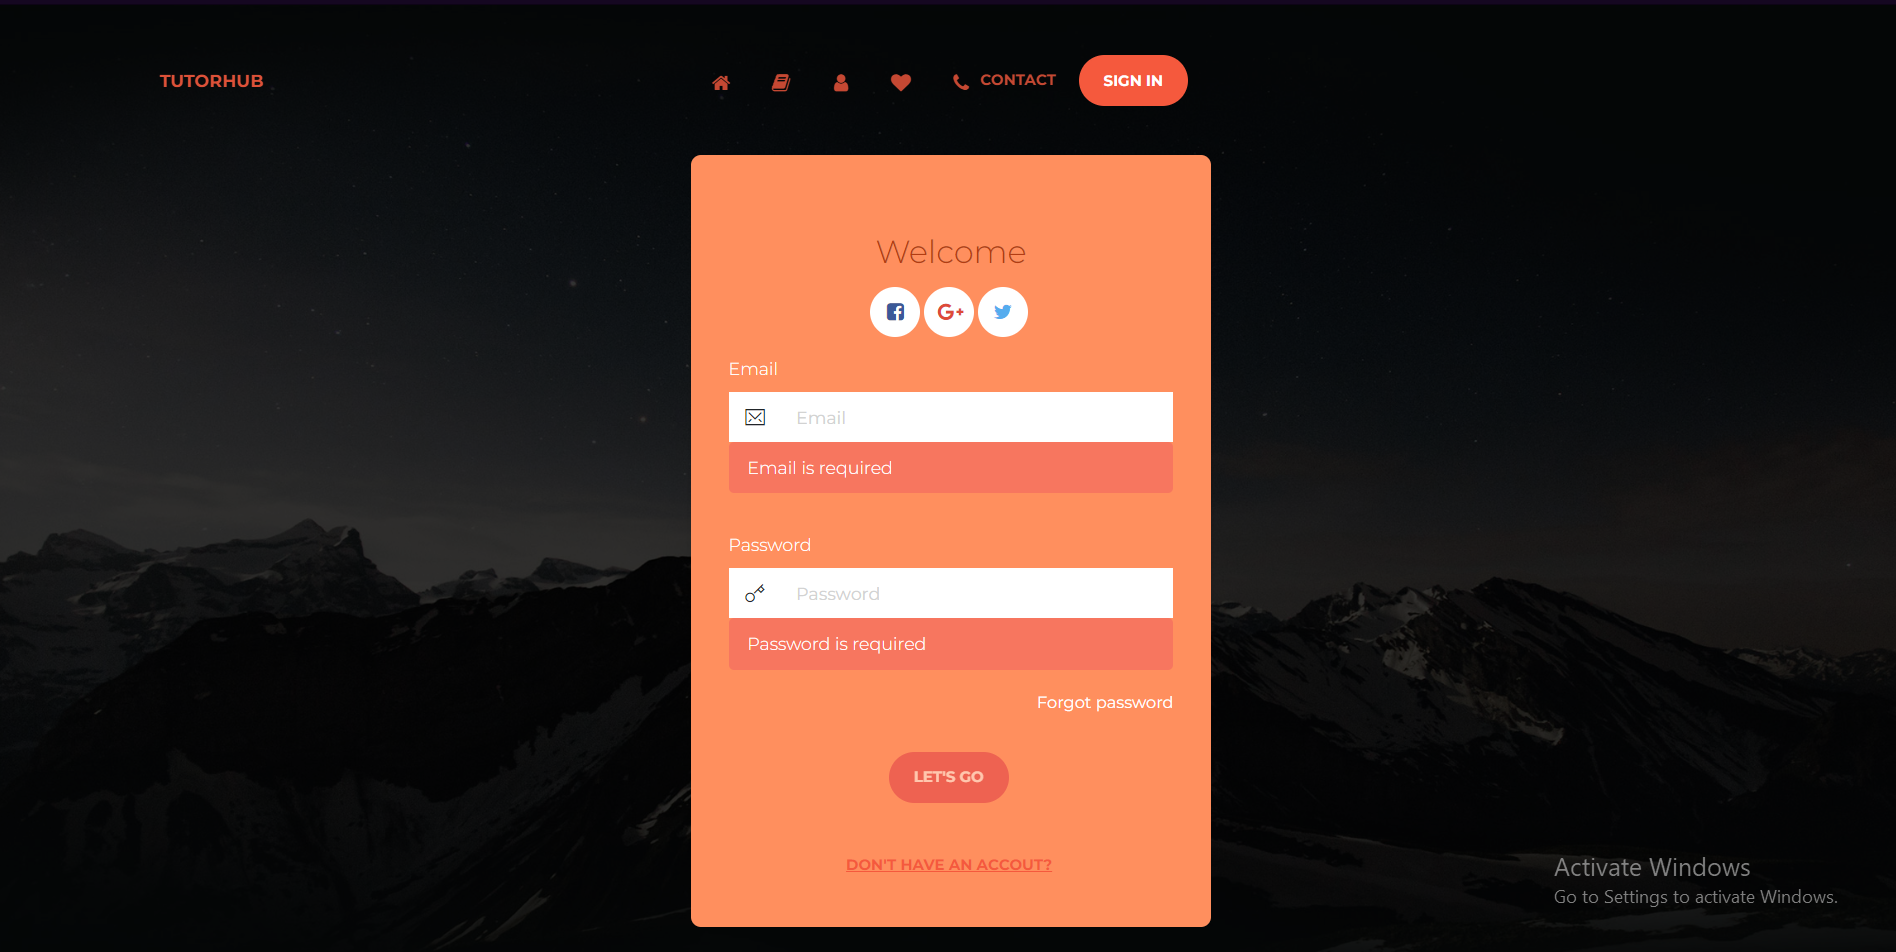 TUTORHUB
CONTACT
SIGN IN
Welcome
Email
Email
Email is required
Password
Password
Password is required
Forgot password
LET'S GO
DON'T HAVE AN ACCOUT?
Activate Windows
Go to Settings to activate Windows.